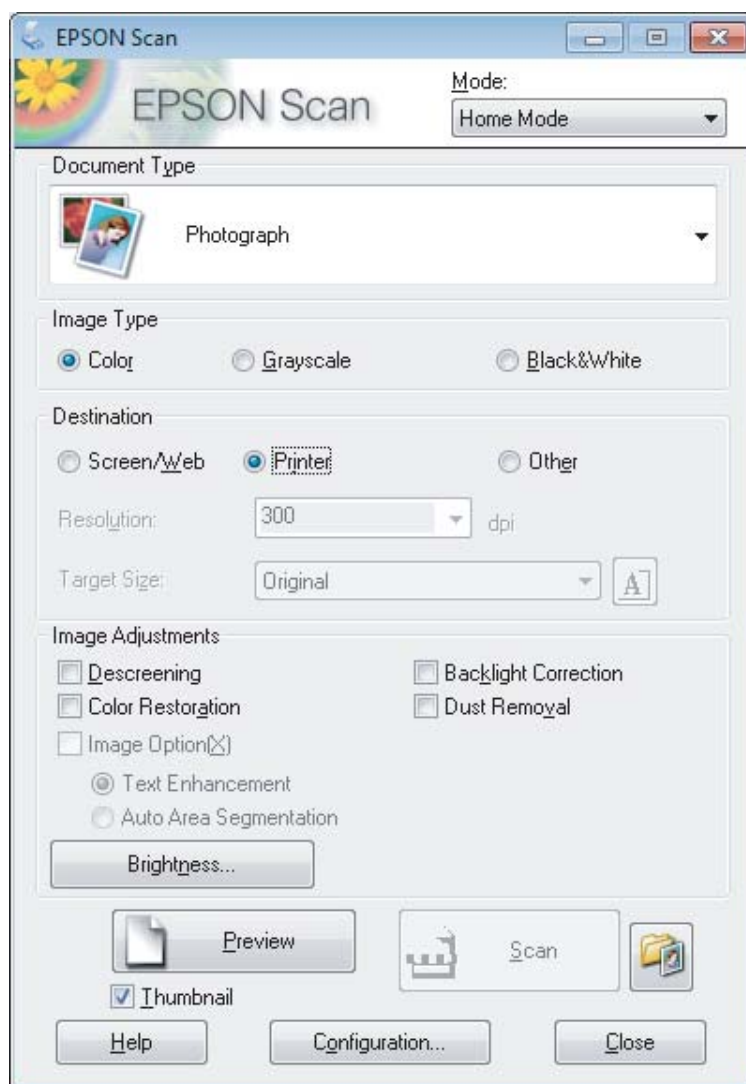 EPSON Scan
EPSON Scan
Mode:
Home Mode
Document Type
Photograph
Image Type
Color Grayscale Black&White
Destination
Screen/Web Printer Other
Resolution: 300 dpi
Target Size: Original A
Image Adjustments
Descreening Backlight Correction
Color Restoration Dust Removal
Image Option(X)
Text Enhancement
Auto Area Segmentation
Brightness...
Preview Scan
Thumbnail
Help Configuration... Close